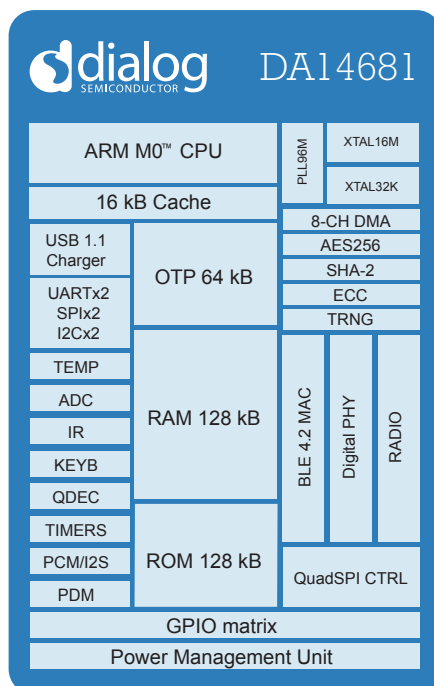 dialog
SEMICONDUCTOR
DA14681
ARM M0™ CPU
16 kB Cache
PLL96M
XTAL16M
XTAL32K
USB 1.1
Charger
UARTx2
SPIx2
I2Cx2
TEMP
ADC
IR
KEYB
QDEC
TIMERS
PCM/I2S
PDM
OTP 64 kB
RAM 128 kB
ROM 128 kB
8-CH DMA
AES256
SHA-2
ECC
TRNG
BLE 4.2 MAC
Digital PHY
RADIO
QuadSPI CTRL
GPIO matrix
Power Management Unit